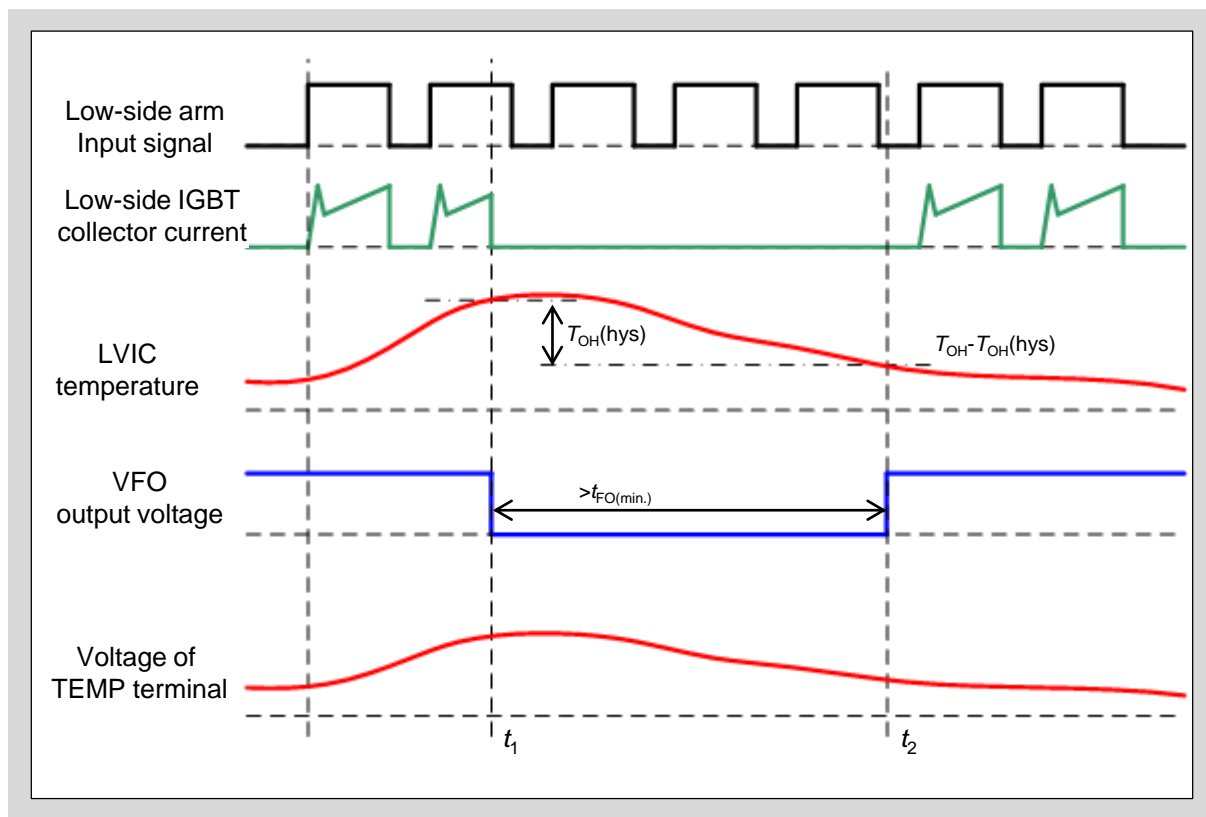 Low-side arm
Input signal
Low-side IGBT
collector current
LVIC
temperature
TOH(hys)
TOH-TOH(hys)
VFO
output voltage
>tFO(min.)
Voltage of
TEMP terminal
t1
t2